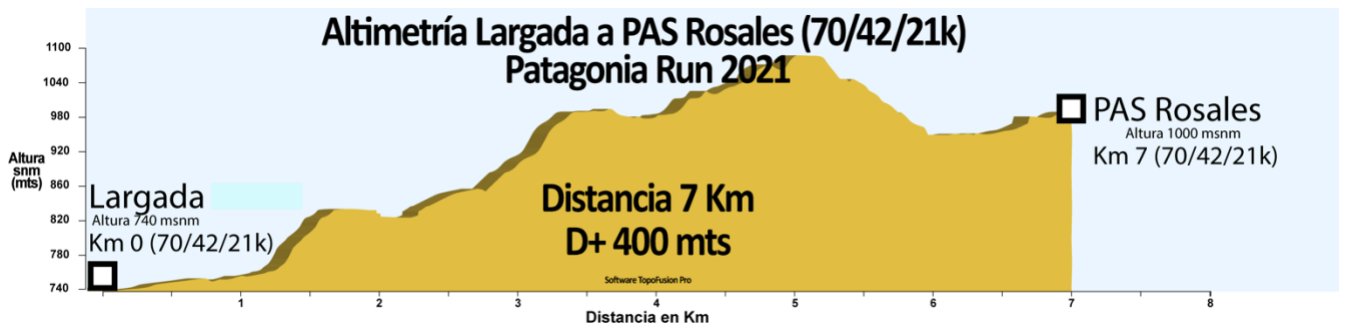 Altimetría Largada a PAS Rosales (70/42/21k)
Patagonia Run 2021
1100
1040
980
920
860
820
780
740
Altura
snm
(mts)
Largada
Altura 740 msnm
Km 0 (70/42/21k)
PAS Rosales
Altura 1000 msnm
Km 7 (70/42/21k)
Distancia 7 Km
D+ 400 mts
Software TopoFusion Pro
1 2 3 4 5 6 7 8
Distancia en Km